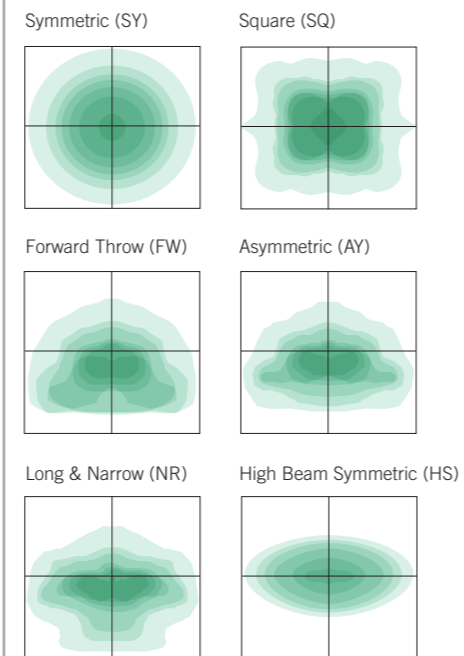 Symmetric (SY)
Square (SQ)
Forward Throw (FW)
Asymmetric (AY)
Long & Narrow (NR)
High Beam Symmetric (HS)